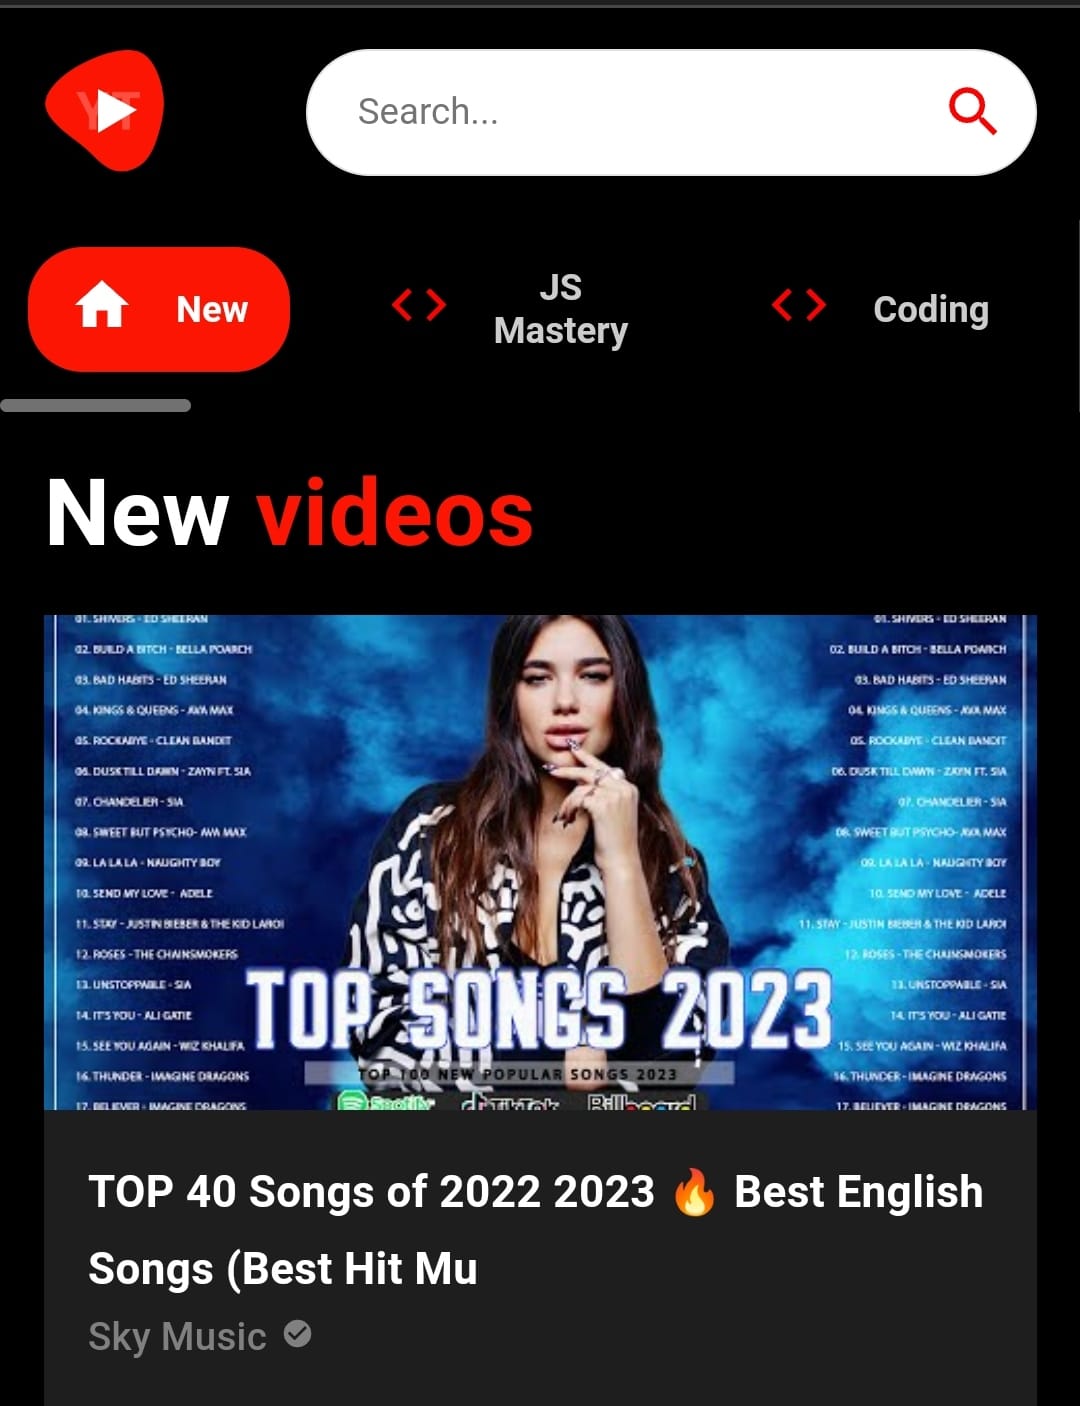 YT
Search...
New
JS
Mastery
Coding
New videos
01. SHIVERS - ED SHEERAN
02. BUILD A BITCH - BELLA POARCH
03. BAD HABITS - ED SHEERAN
04. KINGS & QUEENS - AVA MAX
05. ROCKABYE - CLEAN BANDIT
06. DUSK TILL DAWN - ZAYN FT. SIA
07. CHANDELIER - SIA
08. SWEET BUT PSYCHO- AVA MAX
09. LA LA LA - NAUGHTY BOY
10. SEND MY LOVE - ADELE
11. STAY - JUSTIN BIEBER & THE KID LAROI
12. ROSES - THE CHAINSMOKERS
13. UNSTOPPABLE - SIA
14. IT'S YOU - ALI GATIE
15. SEE YOU AGAIN - WIZ KHALIFA
16. THUNDER - IMAGINE DRAGONS
17. BELIEVER - IMAGINE DRAGONS
01. SHIVERS - ED SHEERAN
02. BUILD A BITCH - BELLA POARCH
03. BAD HABITS - ED SHEERAN
04. KINGS & QUEENS - AVA MAX
05. ROCKABYE - CLEAN BANDIT
06. DUSK TILL DAWN - ZAYN FT. SIA
07. CHANDELIER - SIA
08. SWEET BUT PSYCHO- AVA MAX
09. LA LA LA - NAUGHTY BOY
10. SEND MY LOVE - ADELE
11. STAY - JUSTIN BIEBER & THE KID LAROI
12. ROSES - THE CHAINSMOKERS
13. UNSTOPPABLE - SIA
14. IT'S YOU - ALI GATIE
15. SEE YOU AGAIN - WIZ KHALIFA
16. THUNDER - IMAGINE DRAGONS
17. BELIEVER - IMAGINE DRAGONS
TOP SONGS 2023
TOP 100 NEW POPULAR SONGS 2023
Spotify TikTok Billboard
TOP 40 Songs of 2022 2023 🔥 Best English
Songs (Best Hit Mu
Sky Music